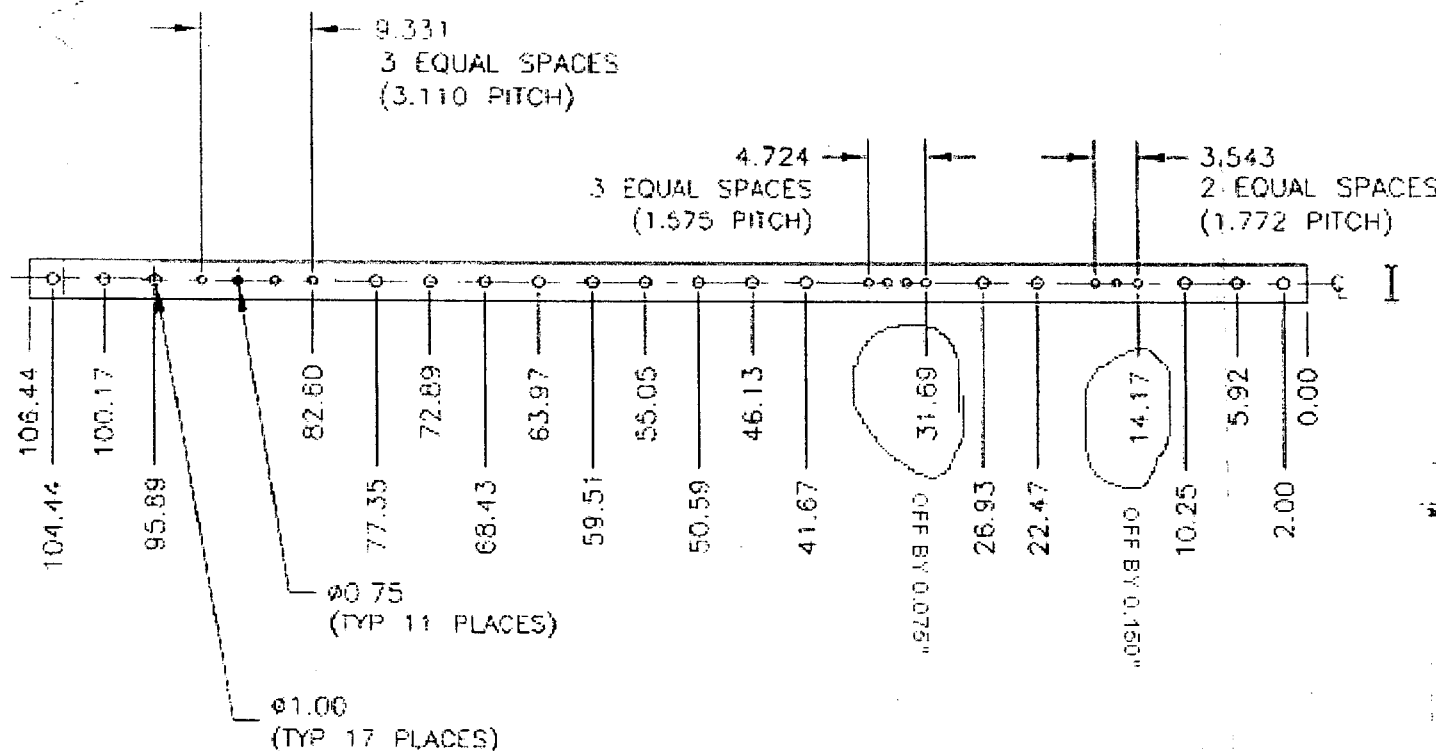 9.331
3 EQUAL SPACES
(3.110 PITCH)
4.724
3 EQUAL SPACES
(1.575 PITCH)
3.543
2 EQUAL SPACES
(1.772 PITCH)
106.44
104.44
100.17
95.89
82.60
77.35
72.89
68.43
63.97
59.51
55.05
50.59
46.13
41.67
31.69
OFF BY 0.075"
26.93
22.47
14.17
OFF BY 0.150"
10.25
5.92
2.00
0.00
⌀0.75
(TYP 11 PLACES)
⌀1.00
(TYP 17 PLACES)